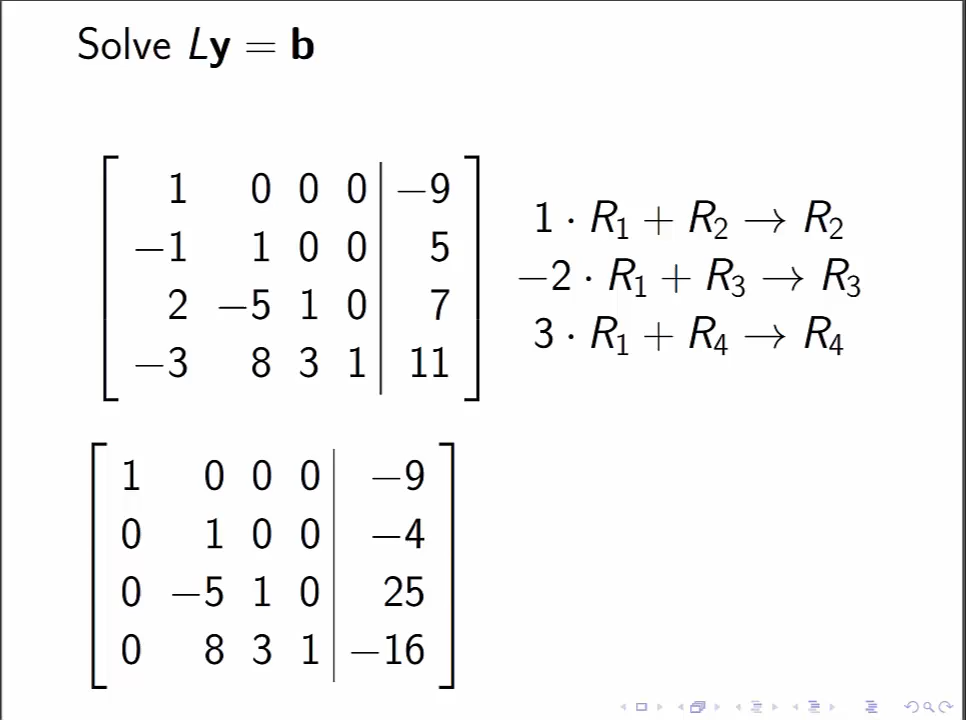 Solve Ly = b
1 0 0 0 −9
−1 1 0 0 5
2 −5 1 0 7
−3 8 3 1 11
1 · R₁ + R₂ → R₂
−2 · R₁ + R₃ → R₃
3 · R₁ + R₄ → R₄
1 0 0 0 −9
0 1 0 0 −4
0 −5 1 0 25
0 8 3 1 −16